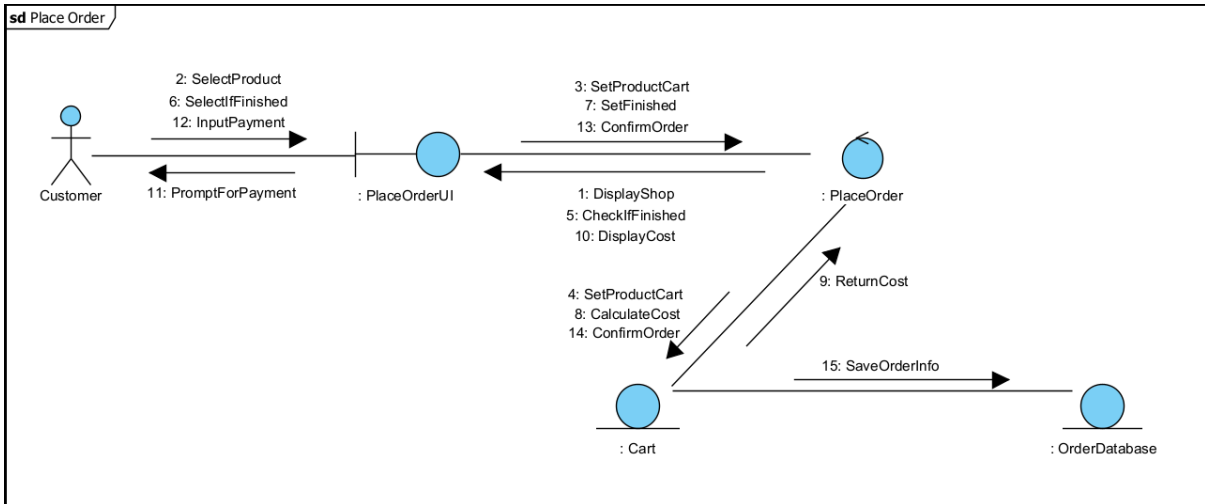 sd Place Order
2: SelectProduct
6: SelectIfFinished
12: InputPayment
11: PromptForPayment
Customer
: PlaceOrderUI
3: SetProductCart
7: SetFinished
13: ConfirmOrder
1: DisplayShop
5: CheckIfFinished
10: DisplayCost
: PlaceOrder
4: SetProductCart
8: CalculateCost
14: ConfirmOrder
9: ReturnCost
15: SaveOrderInfo
: Cart
: OrderDatabase